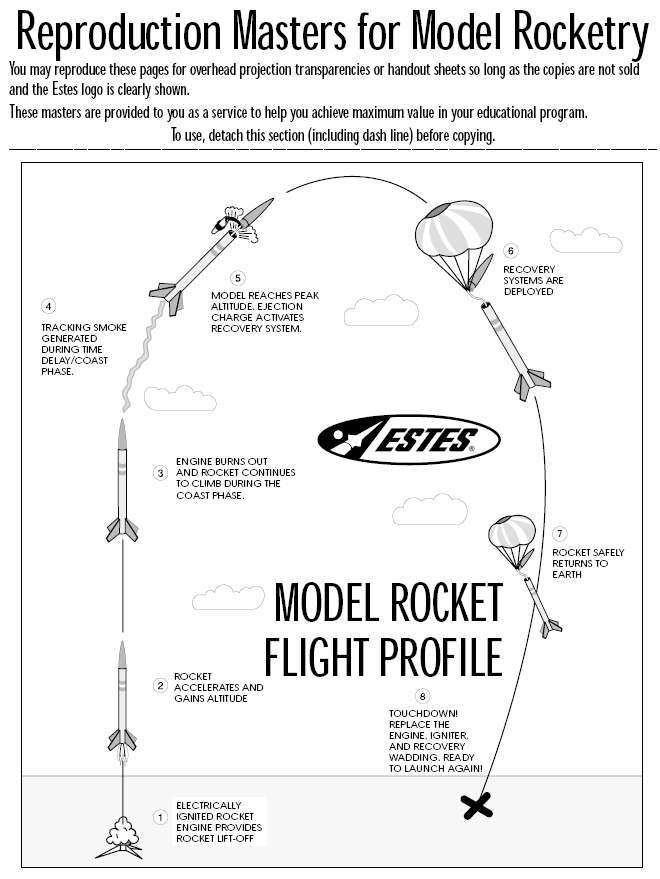 Reproduction Masters for Model Rocketry
You may reproduce these pages for overhead projection transparencies or handout sheets so long as the copies are not sold
and the Estes logo is clearly shown.
These masters are provided to you as a service to help you achieve maximum value in your educational program.
To use, detach this section (including dash line) before copying.
4
TRACKING SMOKE
GENERATED
DURING TIME
DELAY/COAST
PHASE.
5
MODEL REACHES PEAK
ALTITUDE. EJECTION
CHARGE ACTIVATES
RECOVERY SYSTEM.
6
RECOVERY
SYSTEMS ARE
DEPLOYED
ESTES®
3
ENGINE BURNS OUT
AND ROCKET CONTINUES
TO CLIMB DURING THE
COAST PHASE.
7
ROCKET SAFELY
RETURNS TO
EARTH
MODEL ROCKET
FLIGHT PROFILE
2
ROCKET
ACCELERATES AND
GAINS ALTITUDE
8
TOUCHDOWN!
REPLACE THE
ENGINE, IGNITER,
AND RECOVERY
WADDING. READY
TO LAUNCH AGAIN!
1
ELECTRICALLY
IGNITED ROCKET
ENGINE PROVIDES
ROCKET LIFT-OFF